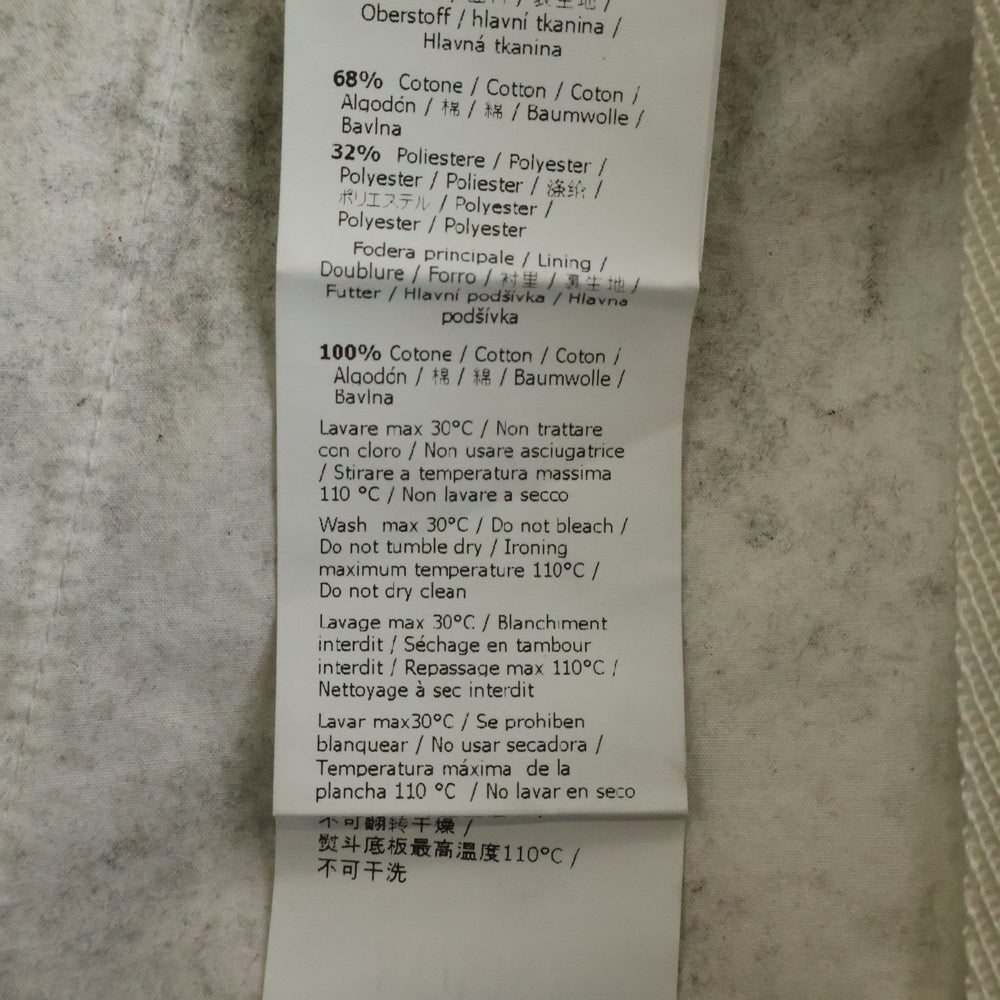 Oberstoff / hlavní tkanina /
Hlavná tkanina
68% Cotone / Cotton / Coton /
Algodón / 棉 / 綿 / Baumwolle /
Bavlna
32% Poliestere / Polyester /
Polyester / Poliester / 涤纶 /
ポリエステル / Polyester /
Polyester / Polyester
Fodera principale / Lining /
Doublure / Forro / 衬里 / 裏生地 /
Futter / Hlavní podšívka / Hlavna
podšívka
100% Cotone / Cotton / Coton /
Algodón / 棉 / 綿 / Baumwolle /
Bavlna
Lavare max 30°C / Non trattare
con cloro / Non usare asciugatrice
/ Stirare a temperatura massima
110 °C / Non lavare a secco
Wash max 30°C / Do not bleach /
Do not tumble dry / Ironing
maximum temperature 110°C /
Do not dry clean
Lavage max 30°C / Blanchiment
interdit / Séchage en tambour
interdit / Repassage max 110°C /
Nettoyage à sec interdit
Lavar max30°C / Se prohiben
blanquear / No usar secadora /
Temperatura máxima de la
plancha 110 °C / No lavar en seco
不可翻转干燥 /
熨斗底板最高温度110°C /
不可干洗